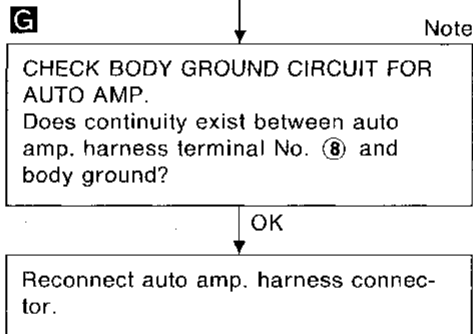 G
Note
CHECK BODY GROUND CIRCUIT FOR
AUTO AMP.
Does continuity exist between auto
amp. harness terminal No. ⑧ and
body ground?
OK
Reconnect auto amp. harness connec-
tor.